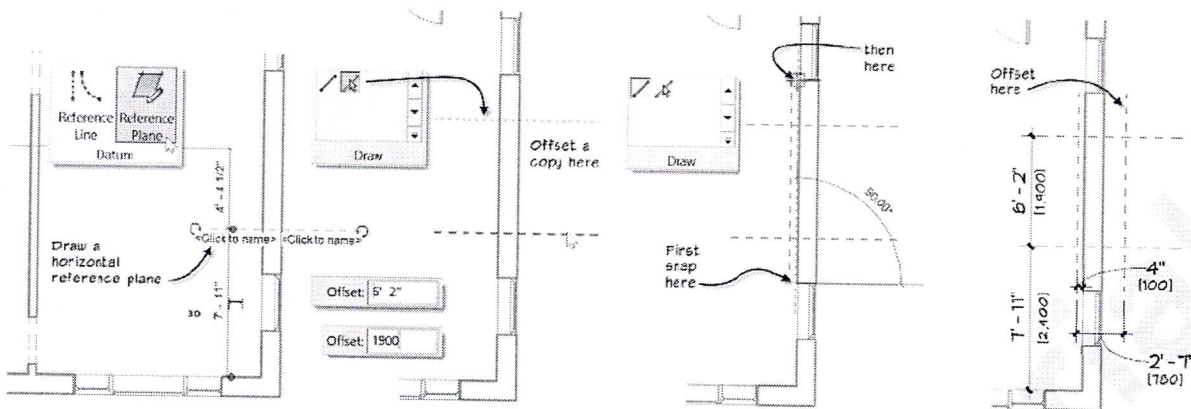 Reference Line
Reference Plane
Datum
4' - 4 1/2"
<Click to name> <Click to name>
Draw a
horizontal
reference plane
3D
7' - 11"
Draw
Offset a
copy here
Offset: 6' 2"
Offset: 1900
then
here
Draw
90.00°
First
snap
here
Offset
here
6' - 2"
[1,900]
7' - 11"
[2,400]
4"
[100]
2' - 7"
[780]